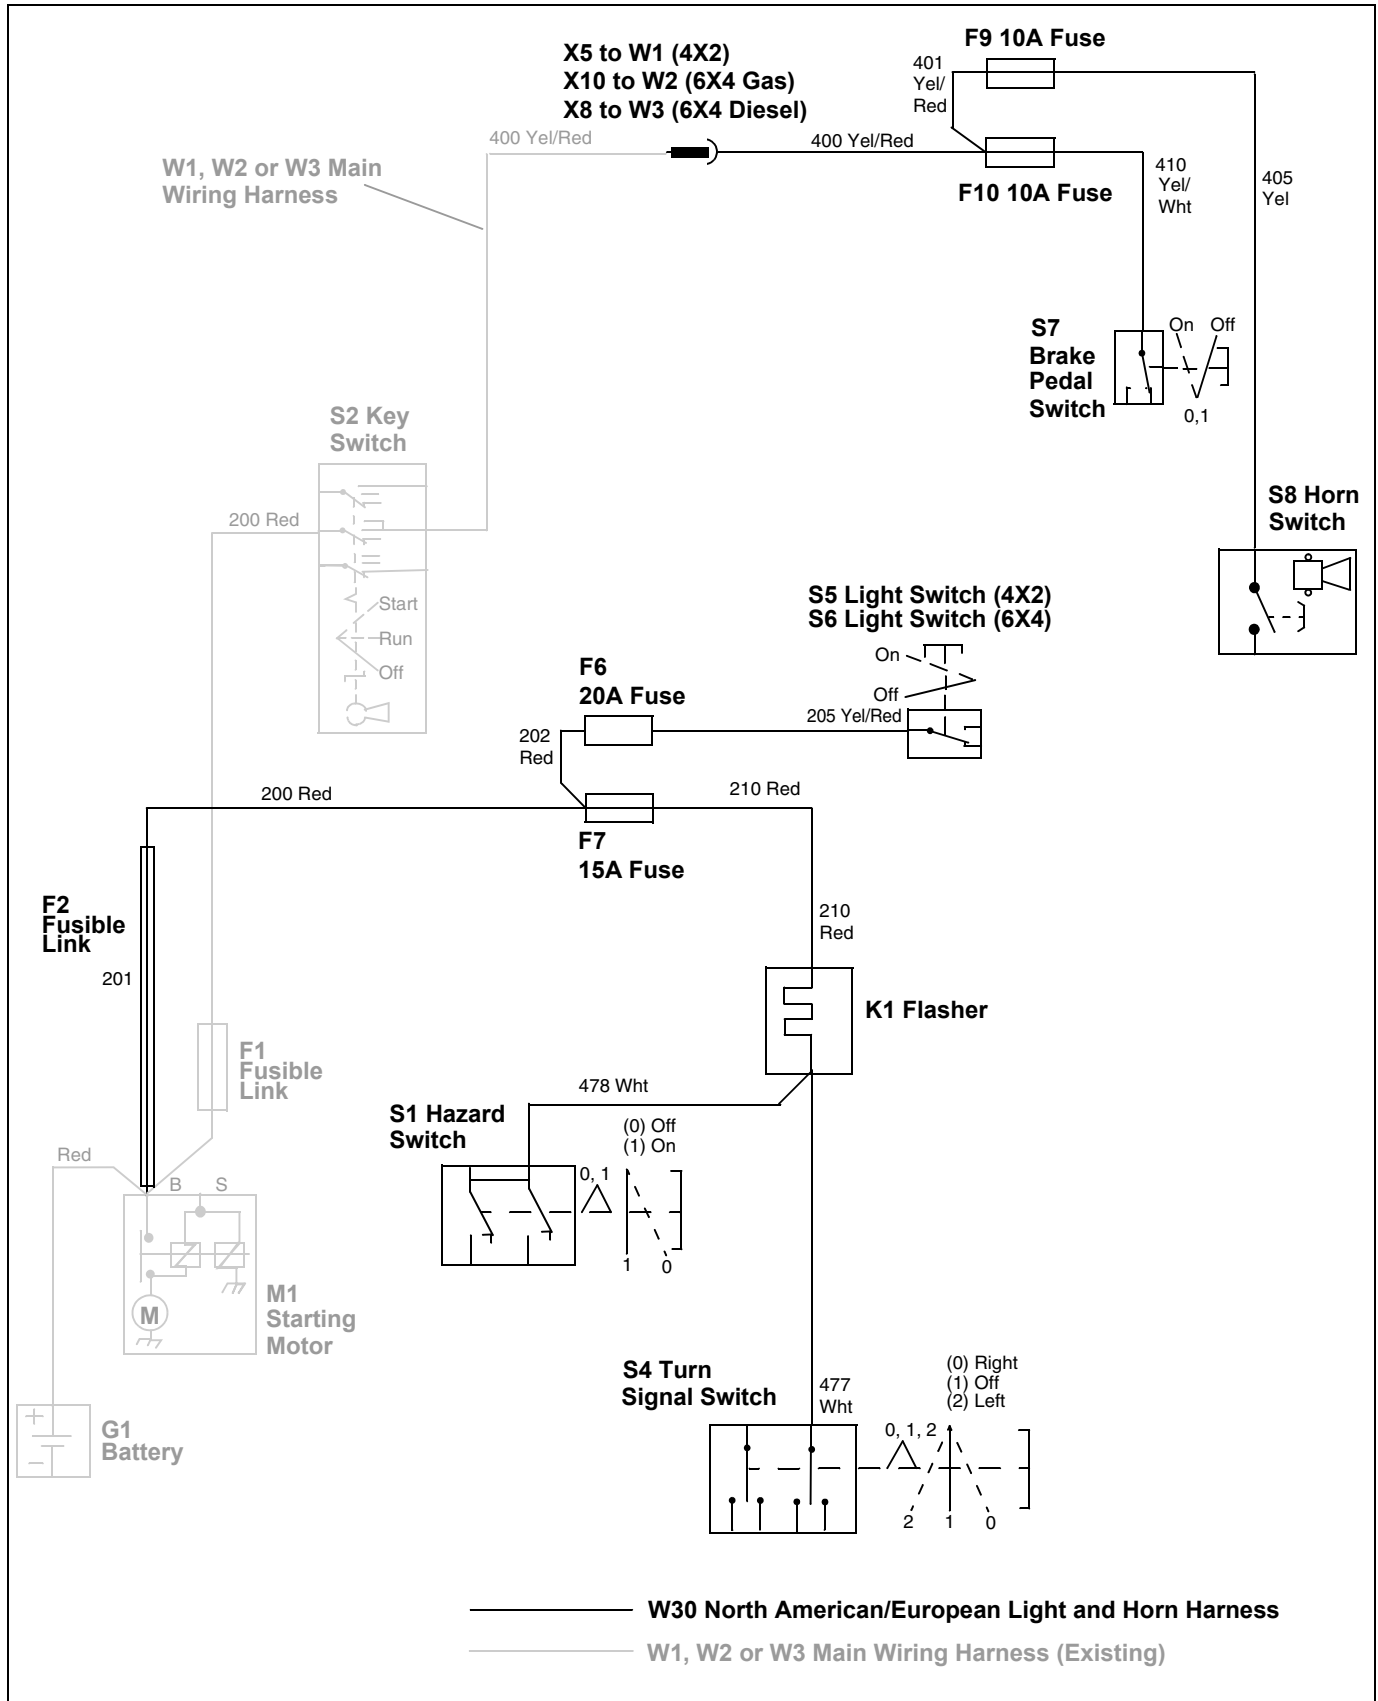 F9 10A Fuse
X5 to W1 (4X2)
X10 to W2 (6X4 Gas)
X8 to W3 (6X4 Diesel)
401
Yel/
Red
400 Yel/Red
400 Yel/Red
W1, W2 or W3 Main
Wiring Harness
F10 10A Fuse
410
Yel/
Wht
405
Yel
S7
Brake
Pedal
Switch
On
Off
0,1
S2 Key
Switch
200 Red
Start
Run
Off
S8 Horn
Switch
S5 Light Switch (4X2)
S6 Light Switch (6X4)
On
Off
205 Yel/Red
F6
20A Fuse
202
Red
200 Red
210 Red
F7
15A Fuse
F2
Fusible
Link
201
210
Red
K1 Flasher
F1
Fusible
Link
478 Wht
S1 Hazard
Switch
(0) Off
(1) On
0, 1
1
0
Red
B
S
M
M1
Starting
Motor
S4 Turn
Signal Switch
477
Wht
(0) Right
(1) Off
(2) Left
0, 1, 2
2
1
0
G1
Battery
W30 North American/European Light and Horn Harness
W1, W2 or W3 Main Wiring Harness (Existing)